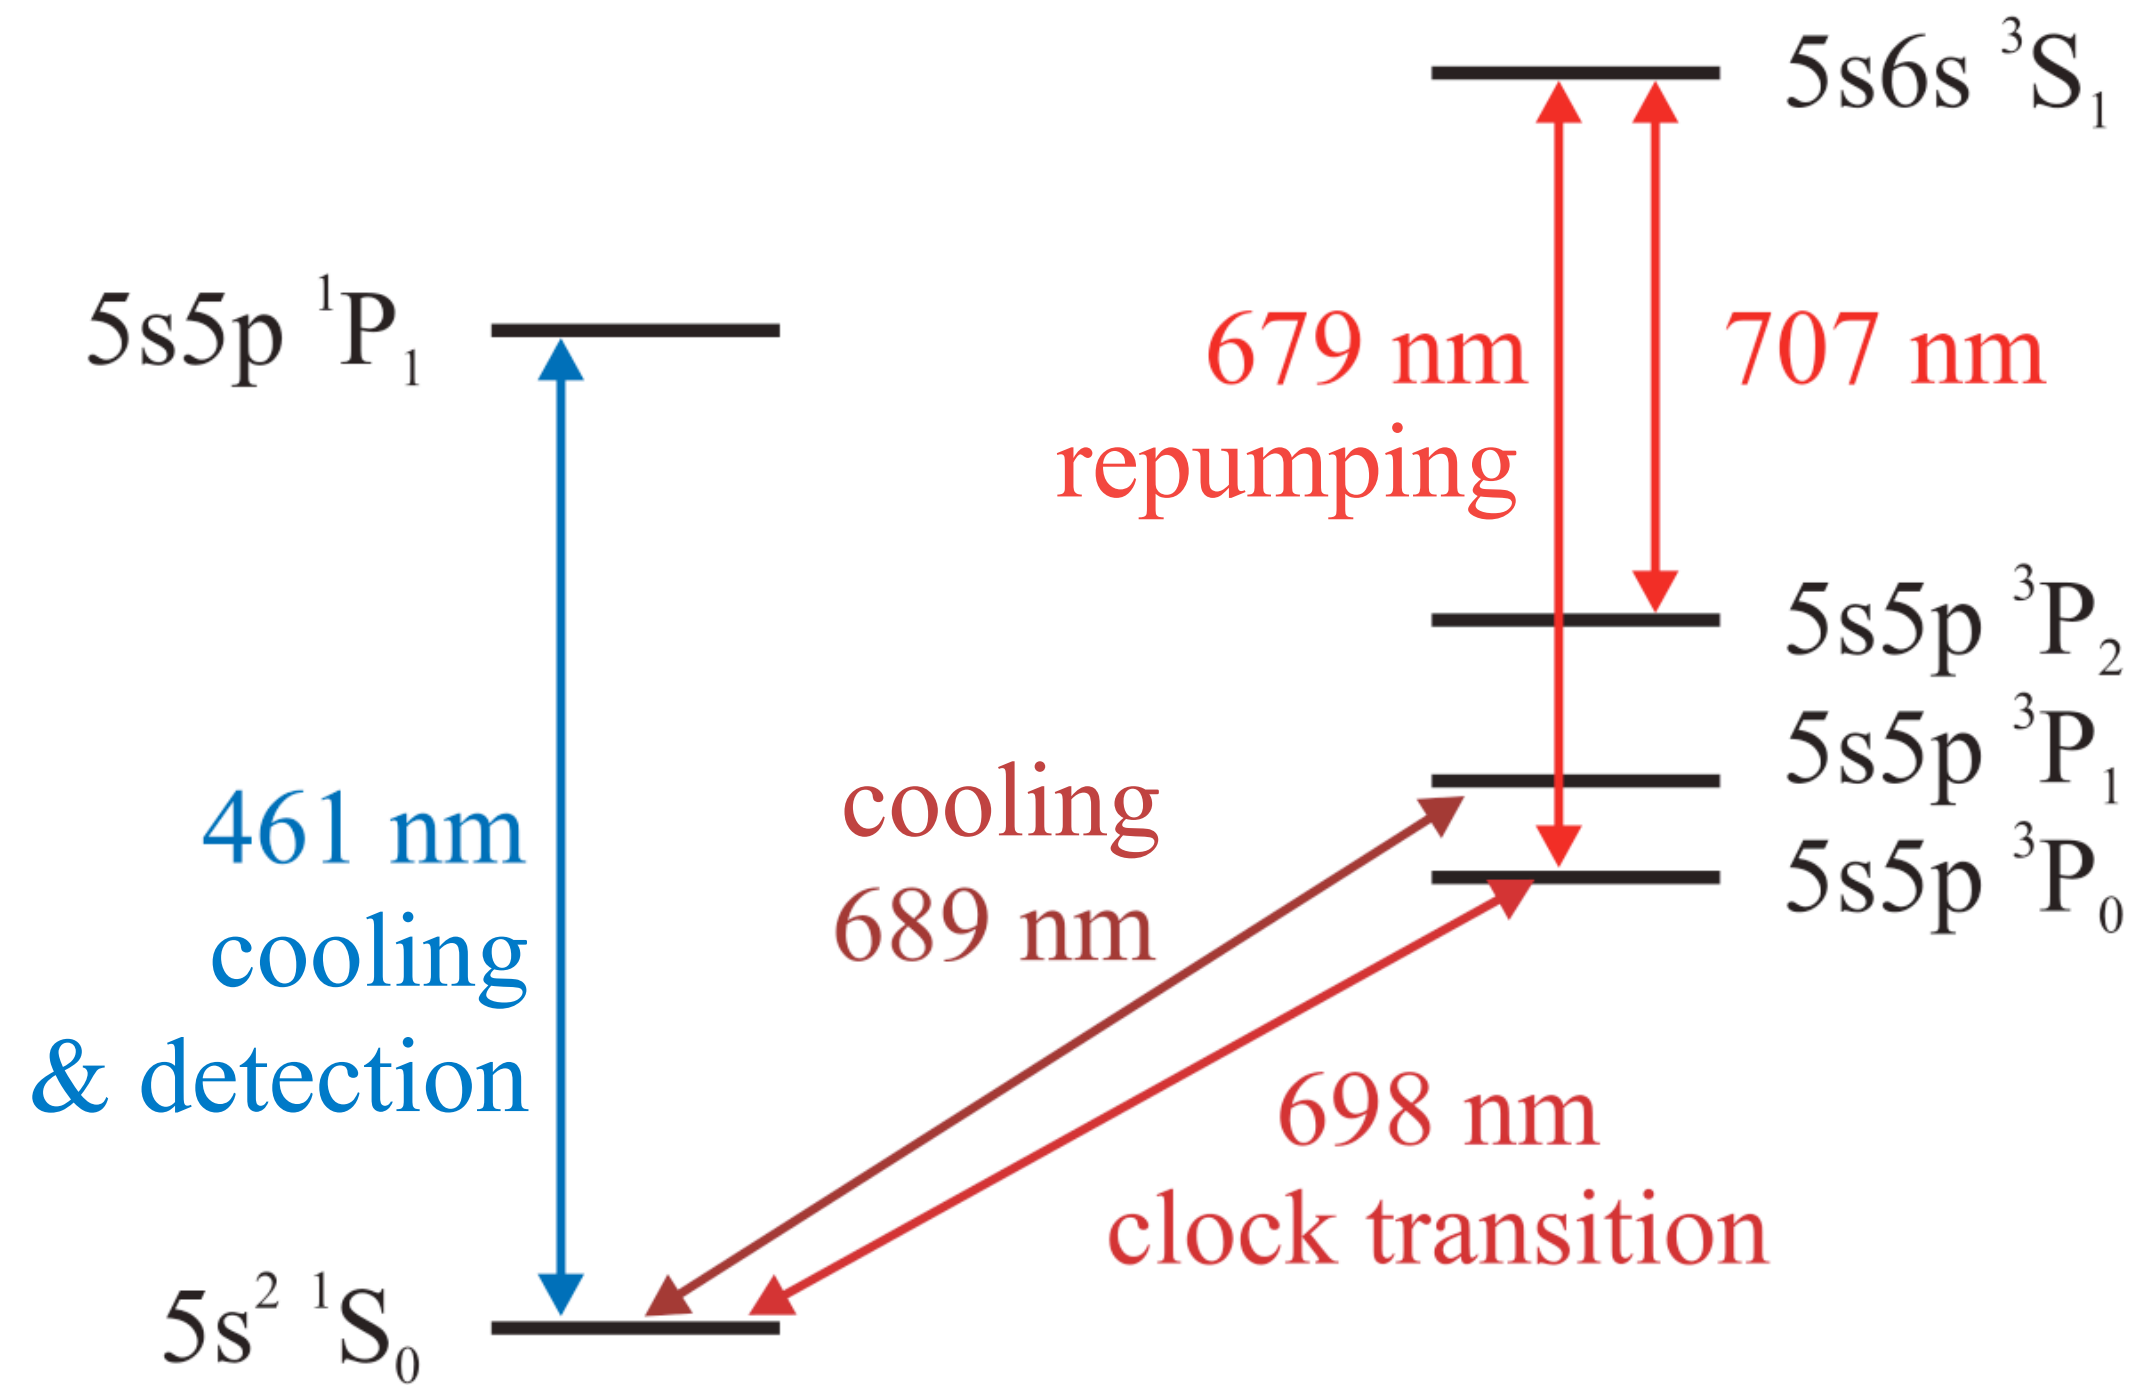 5s6s ³S₁
5s5p ¹P₁
679 nm
repumping
707 nm
5s5p ³P₂
5s5p ³P₁
5s5p ³P₀
461 nm
cooling
& detection
cooling
689 nm
698 nm
clock transition
5s² ¹S₀